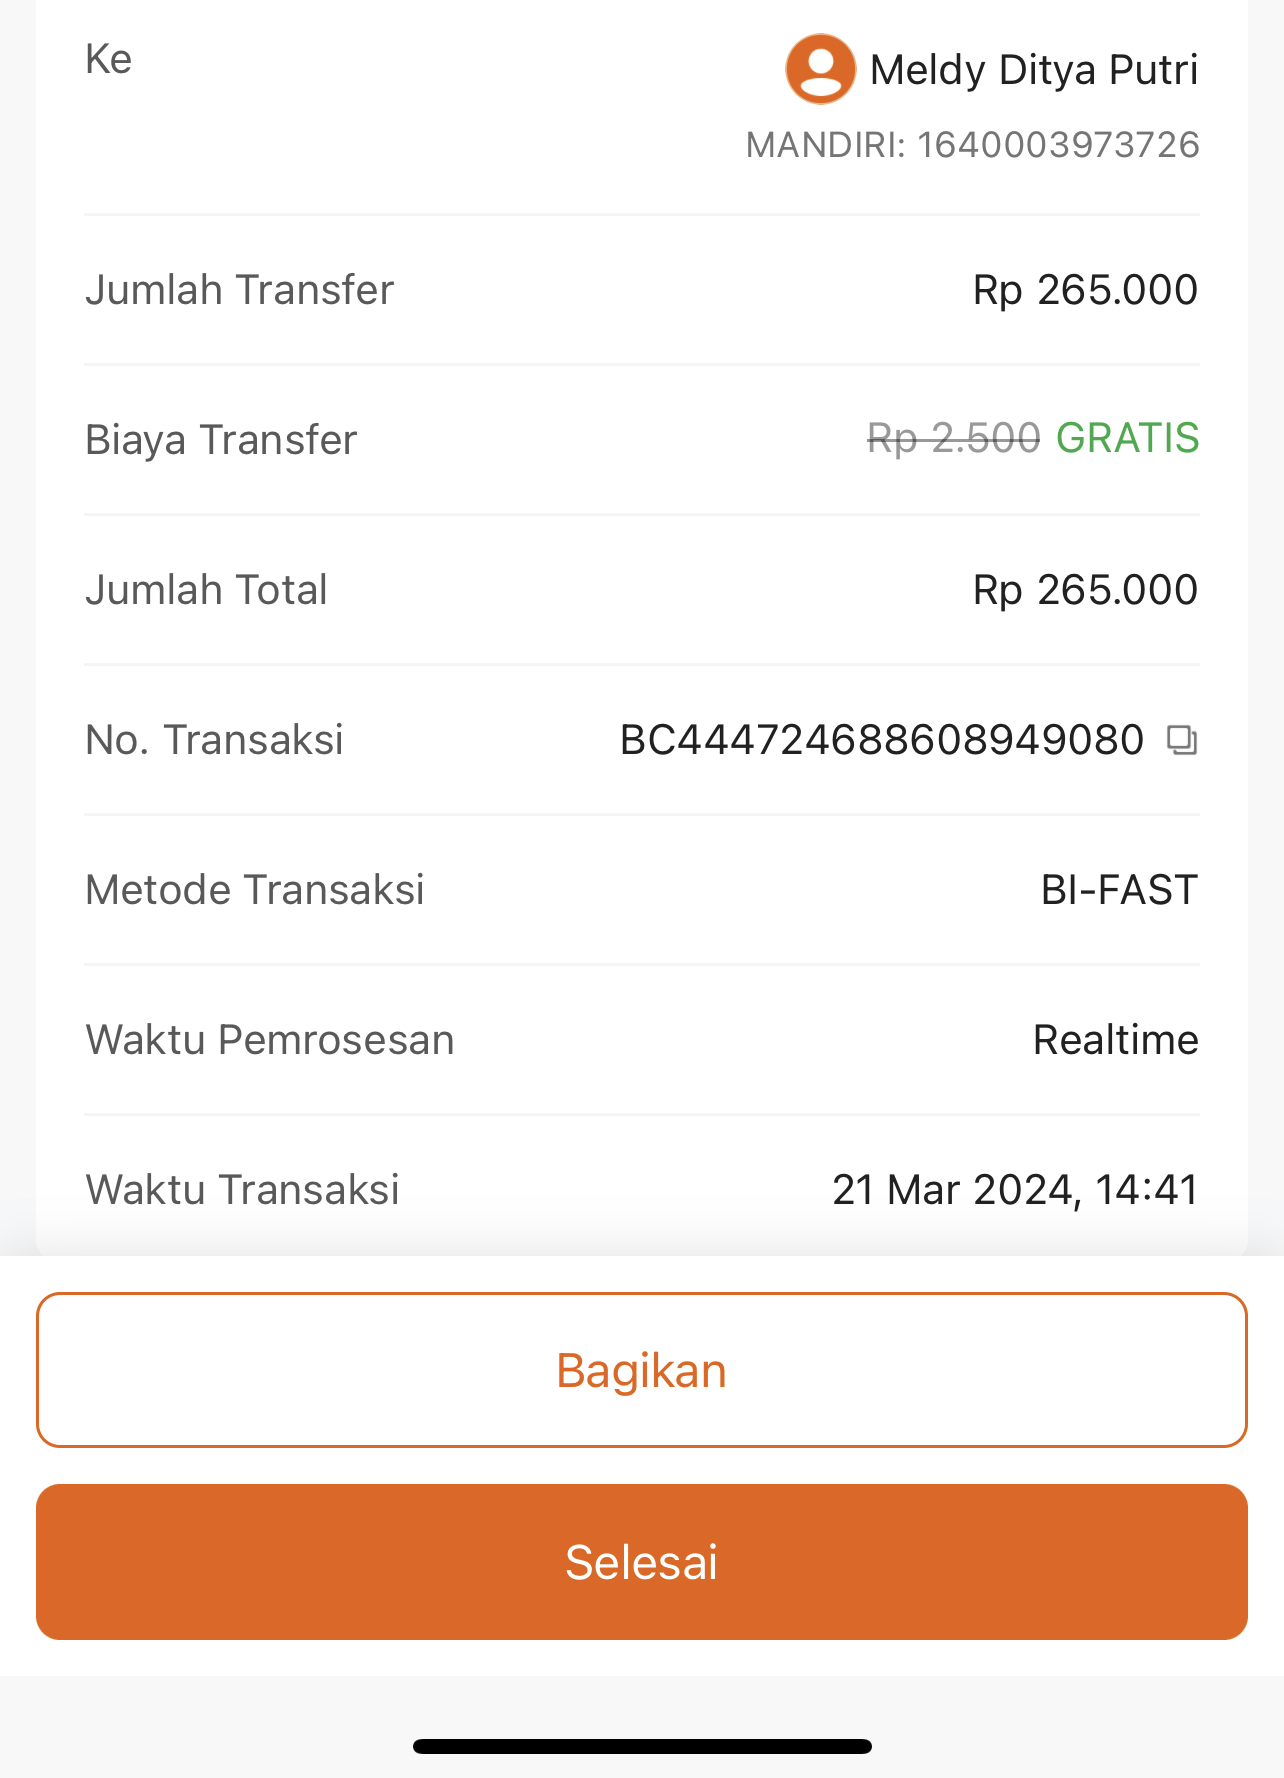 Ke
Meldy Ditya Putri
MANDIRI: 1640003973726
Jumlah Transfer Rp 265.000
Biaya Transfer Rp 2.500 GRATIS
Jumlah Total Rp 265.000
No. Transaksi BC444724688608949080
Metode Transaksi BI-FAST
Waktu Pemrosesan Realtime
Waktu Transaksi 21 Mar 2024, 14:41
Bagikan
Selesai